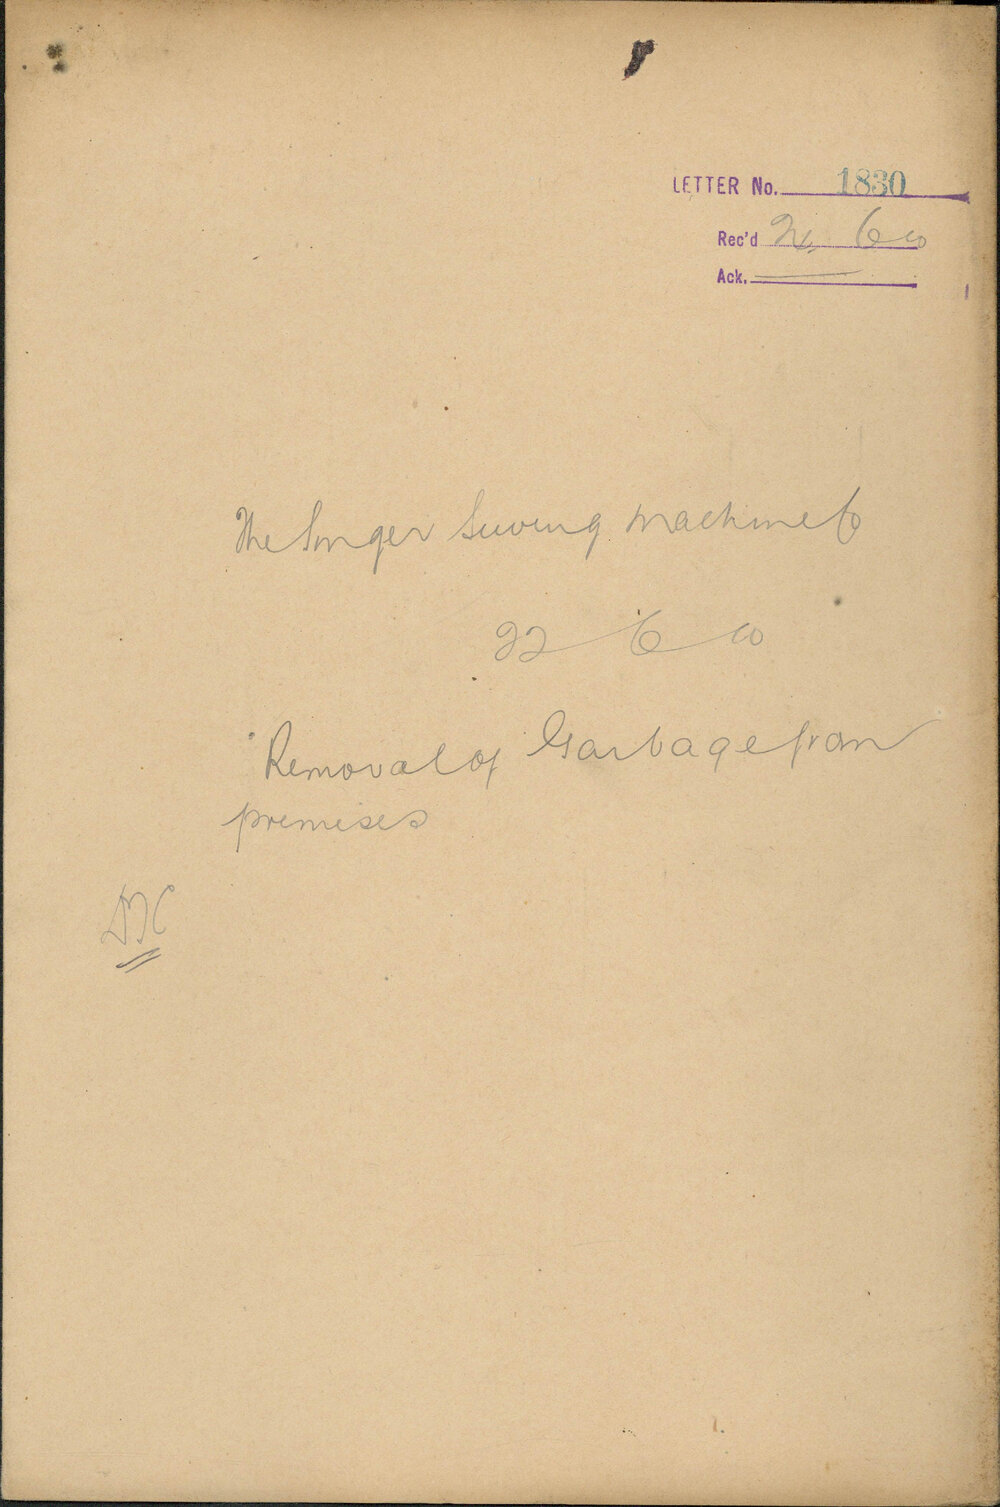 LETTER No. 1830
Rec'd 24 6 10
Ack.
The Singer Sewing Machine Co
22 6 10
Removal of Garbage from
premises